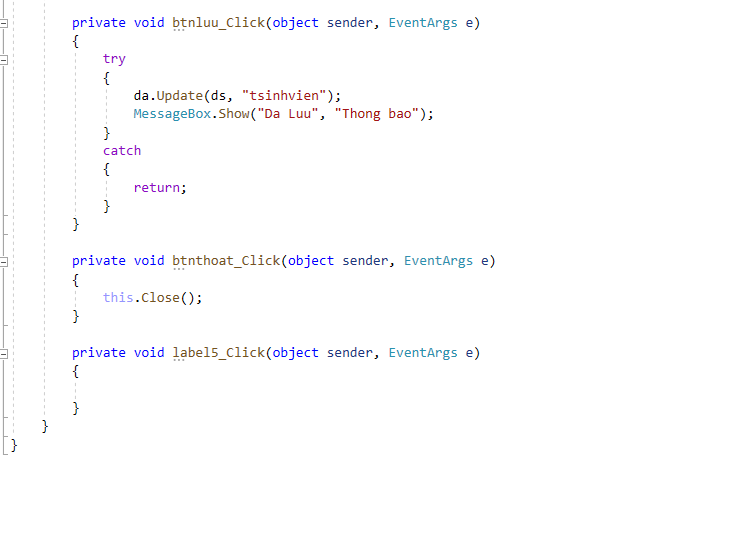 private void btnluu_Click(object sender, EventArgs e)
{
try
{
da.Update(ds, "tsinhvien");
MessageBox.Show("Da Luu", "Thong bao");
}
catch
{
return;
}
}
private void btnthoat_Click(object sender, EventArgs e)
{
this.Close();
}
private void label5_Click(object sender, EventArgs e)
{
}
}
}